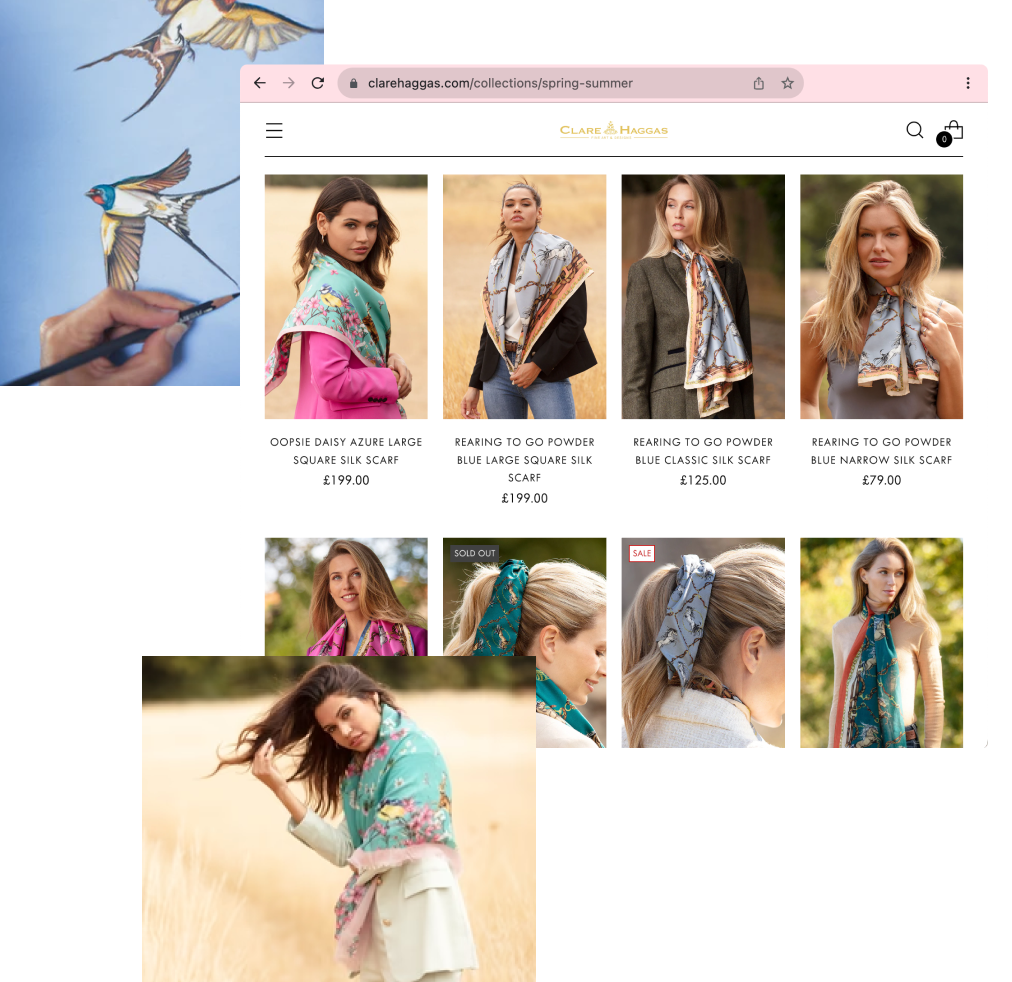 clarehaggas.com/collections/spring-summer
CLARE HAGGAS
0
OOPSIE DAISY AZURE LARGE
SQUARE SILK SCARF
£199.00
REARING TO GO POWDER
BLUE LARGE SQUARE SILK
SCARF
£199.00
REARING TO GO POWDER
BLUE CLASSIC SILK SCARF
£125.00
REARING TO GO POWDER
BLUE NARROW SILK SCARF
£79.00
SOLD OUT
SALE